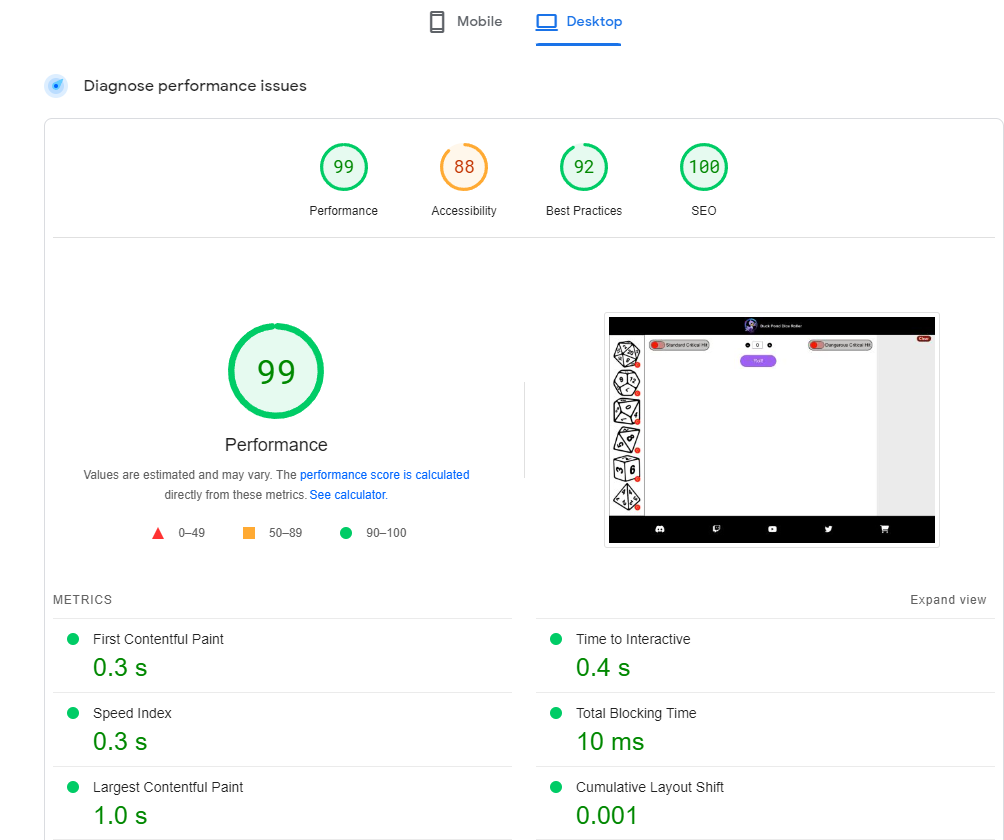 Mobile
Desktop
Diagnose performance issues
99
88
92
100
Performance
Accessibility
Best Practices
SEO
99
Performance
Values are estimated and may vary. The performance score is calculated
directly from these metrics. See calculator.
0–49
50–89
90–100
Dice Roller
Standard Critical Hit
0
Dangerous Critical Hit
Clear
Roll!
METRICS
Expand view
First Contentful Paint
0.3 s
Time to Interactive
0.4 s
Speed Index
0.3 s
Total Blocking Time
10 ms
Largest Contentful Paint
1.0 s
Cumulative Layout Shift
0.001